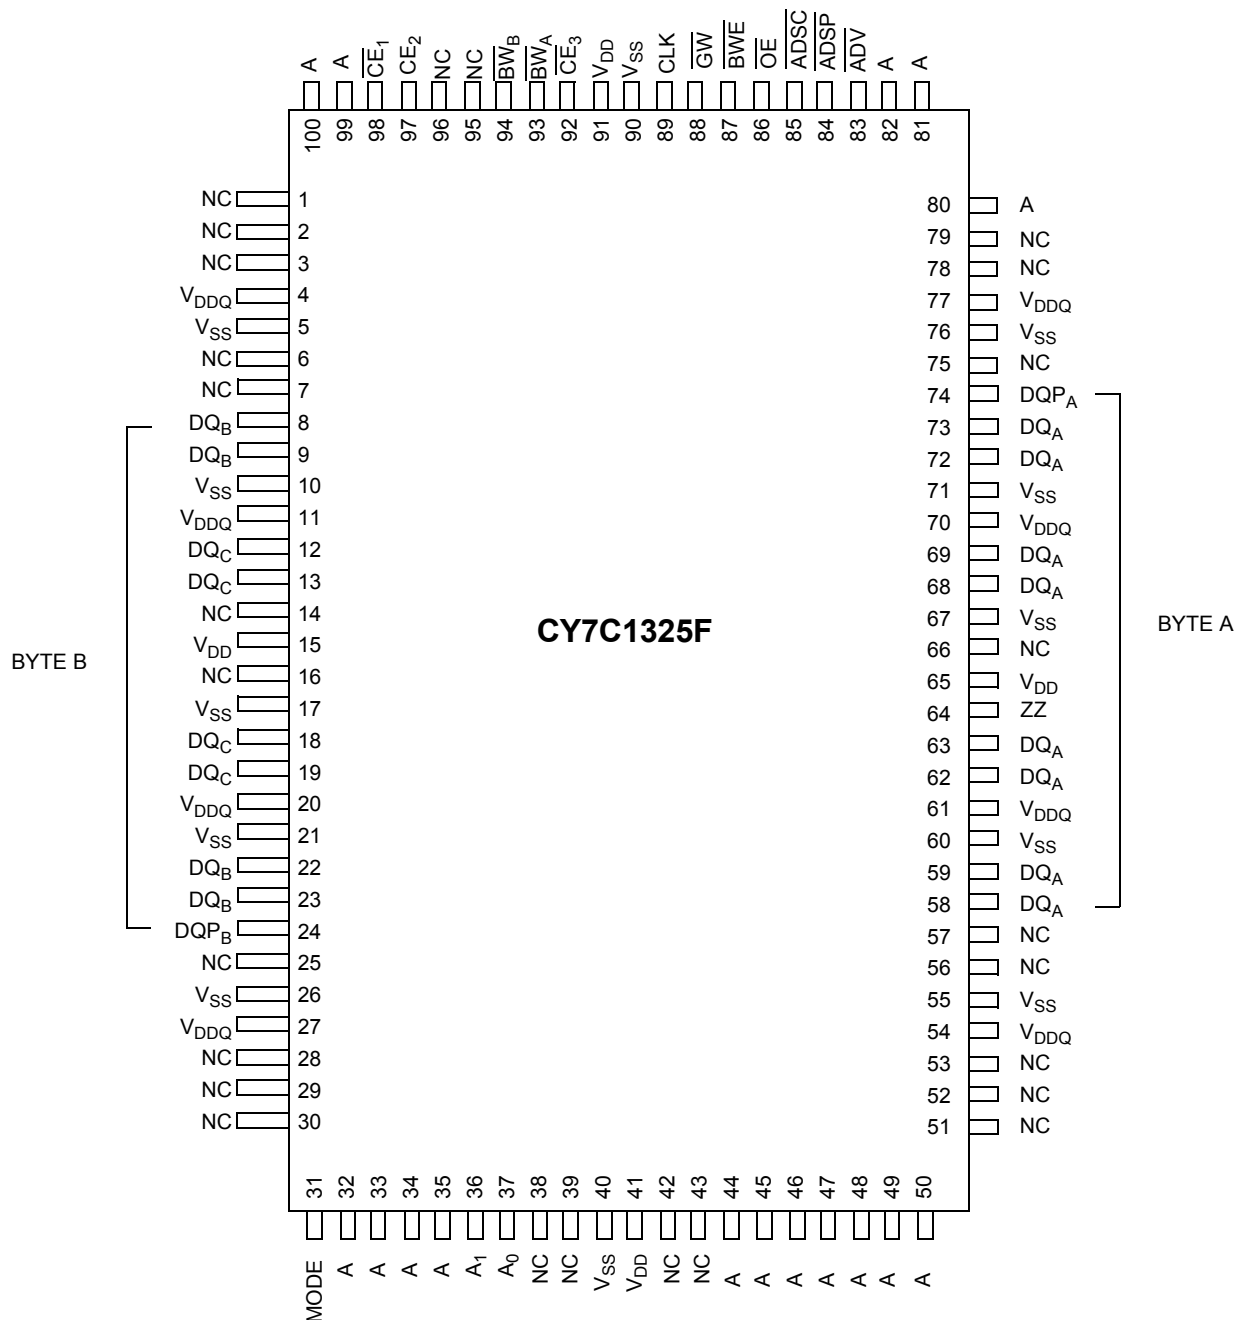 A A CE1 CE2 NC NC BWB BWA CE3 VDD VSS CLK GW BWE OE ADSC ADSP ADV A A
100 99 98 97 96 95 94 93 92 91 90 89 88 87 86 85 84 83 82 81
NC 1
NC 2
NC 3
VDDQ 4
VSS 5
NC 6
NC 7
DQB 8
DQB 9
VSS 10
VDDQ 11
DQC 12
DQC 13
NC 14
VDD 15
NC 16
VSS 17
DQC 18
DQC 19
VDDQ 20
VSS 21
DQB 22
DQB 23
DQPB 24
NC 25
VSS 26
VDDQ 27
NC 28
NC 29
NC 30
BYTE B
CY7C1325F
80 A
79 NC
78 NC
77 VDDQ
76 VSS
75 NC
74 DQPA
73 DQA
72 DQA
71 VSS
70 VDDQ
69 DQA
68 DQA
67 VSS
66 NC
65 VDD
64 ZZ
63 DQA
62 DQA
61 VDDQ
60 VSS
59 DQA
58 DQA
57 NC
56 NC
55 VSS
54 VDDQ
53 NC
52 NC
51 NC
BYTE A
31 32 33 34 35 36 37 38 39 40 41 42 43 44 45 46 47 48 49 50
MODE A A A A A1 A0 NC NC VSS VDD NC NC A A A A A A A